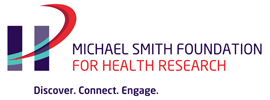 MICHAEL SMITH FOUNDATION
FOR HEALTH RESEARCH
Discover. Connect. Engage.